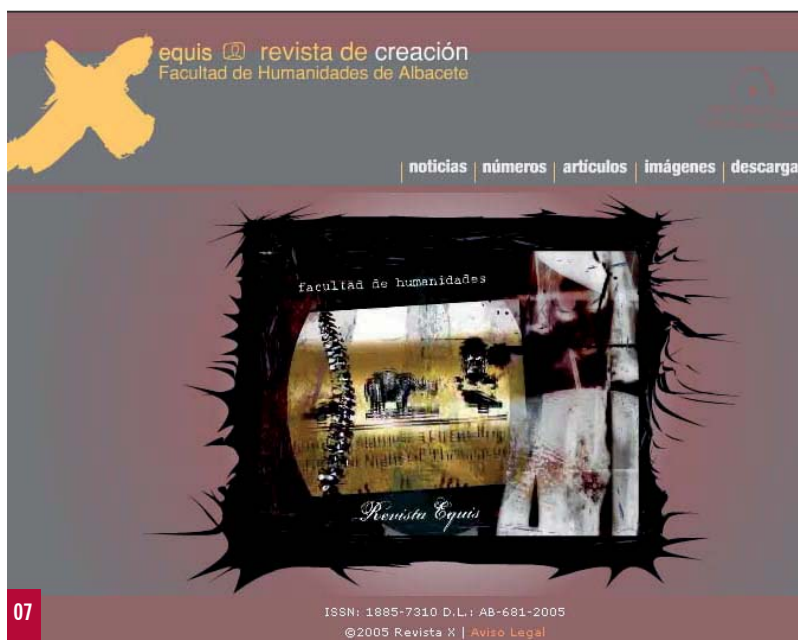 equis revista de creación
Facultad de Humanidades de Albacete
noticias números artículos imágenes descarga
facultad de humanidades
Revista Equis
07
ISSN: 1885-7310 D.L.: AB-681-2005
©2005 Revista X | Aviso Legal